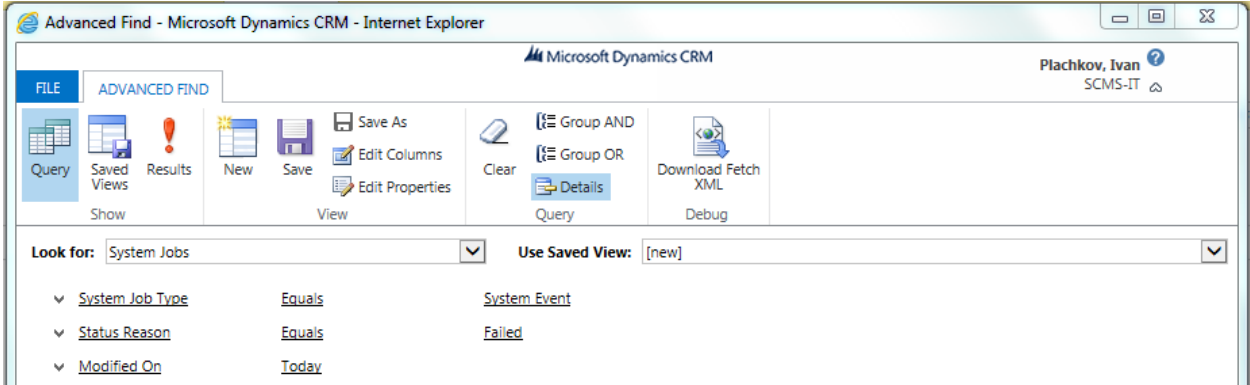 Advanced Find - Microsoft Dynamics CRM - Internet Explorer
Microsoft Dynamics CRM
Plachkov, Ivan ?
SCMS-IT
FILE ADVANCED FIND
Query Saved Views Results New Save Save As Edit Columns Edit Properties Clear Group AND Group OR Details Download Fetch XML
Show View Query Debug
Look for: System Jobs Use Saved View: [new]
System Job Type Equals System Event
Status Reason Equals Failed
Modified On Today